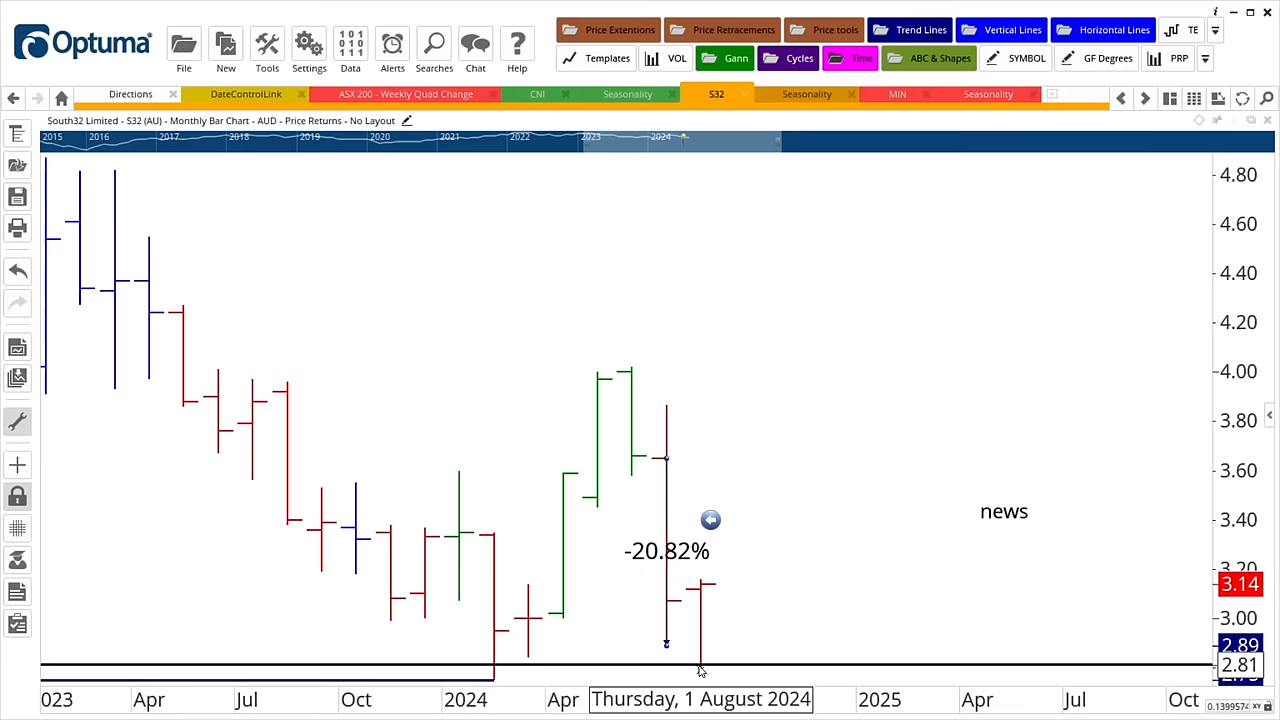 Optuma
File
New
Tools
Settings
Data
Alerts
Searches
Chat
Help
Price Extentions
Price Retracements
Price tools
Trend Lines
Vertical Lines
Horizontal Lines
TE
Templates
VOL
Gann
Cycles
Time
ABC & Shapes
SYMBOL
GF Degrees
PRP
Directions
DateControlLink
ASX 200 - Weekly Quad Change
CNI
Seasonality
S32
Seasonality
MIN
Seasonality
South32 Limited - S32 (AU) - Monthly Bar Chart - AUD - Price Returns - No Layout
2015
2016
2017
2018
2019
2020
2021
2022
2023
2024
4.80
4.60
4.40
4.20
4.00
3.80
3.60
3.40
3.20
3.14
3.00
2.89
2.81
news
-20.82%
023
Apr
Jul
Oct
2024
Apr
Thursday, 1 August 2024
2025
Apr
Jul
Oct
0.1399574
XY